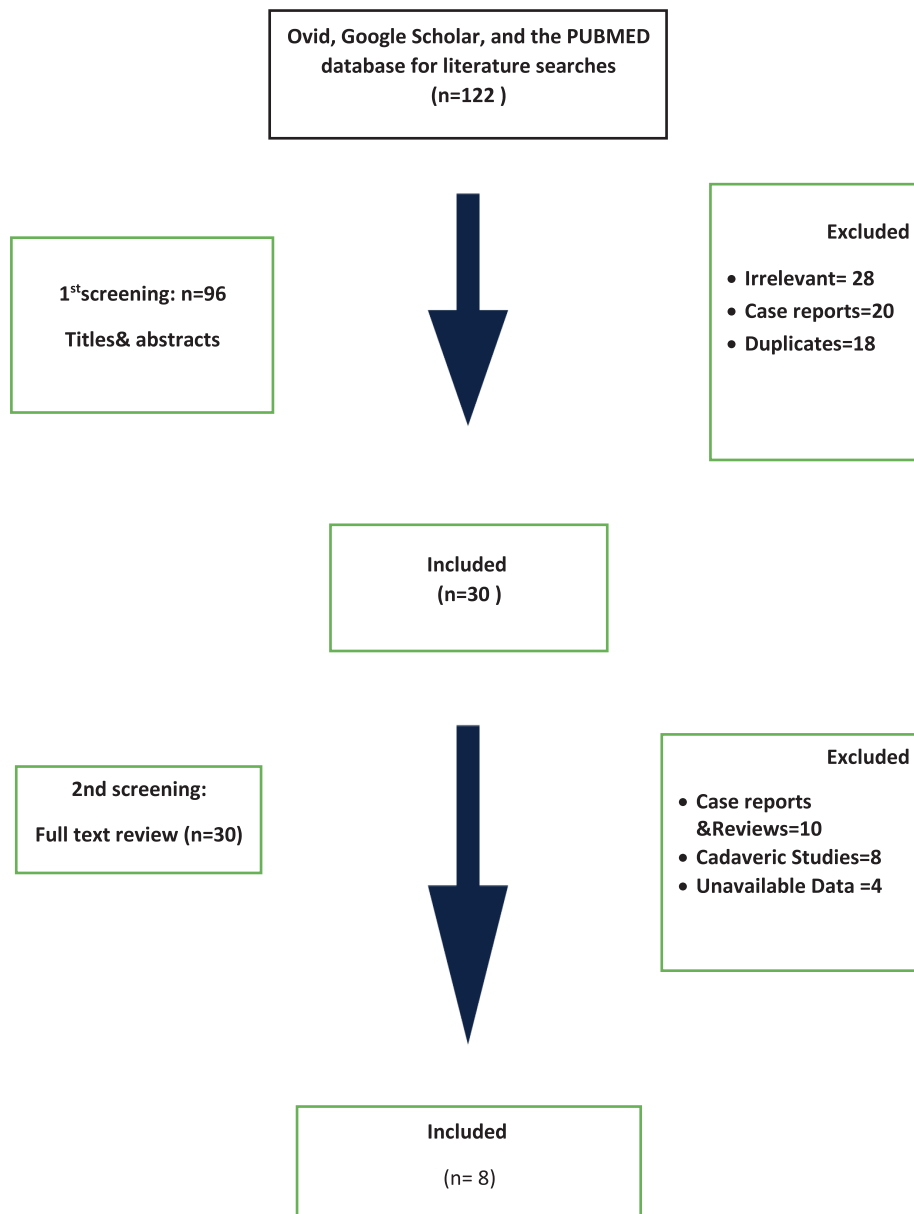 Ovid, Google Scholar, and the PUBMED
database for literature searches
(n=122 )
1stscreening: n=96
Titles& abstracts
Excluded
• Irrelevant= 28
• Case reports=20
• Duplicates=18
Included
(n=30 )
2nd screening:
Full text review (n=30)
Excluded
• Case reports
&Reviews=10
• Cadaveric Studies=8
• Unavailable Data =4
Included
(n= 8)